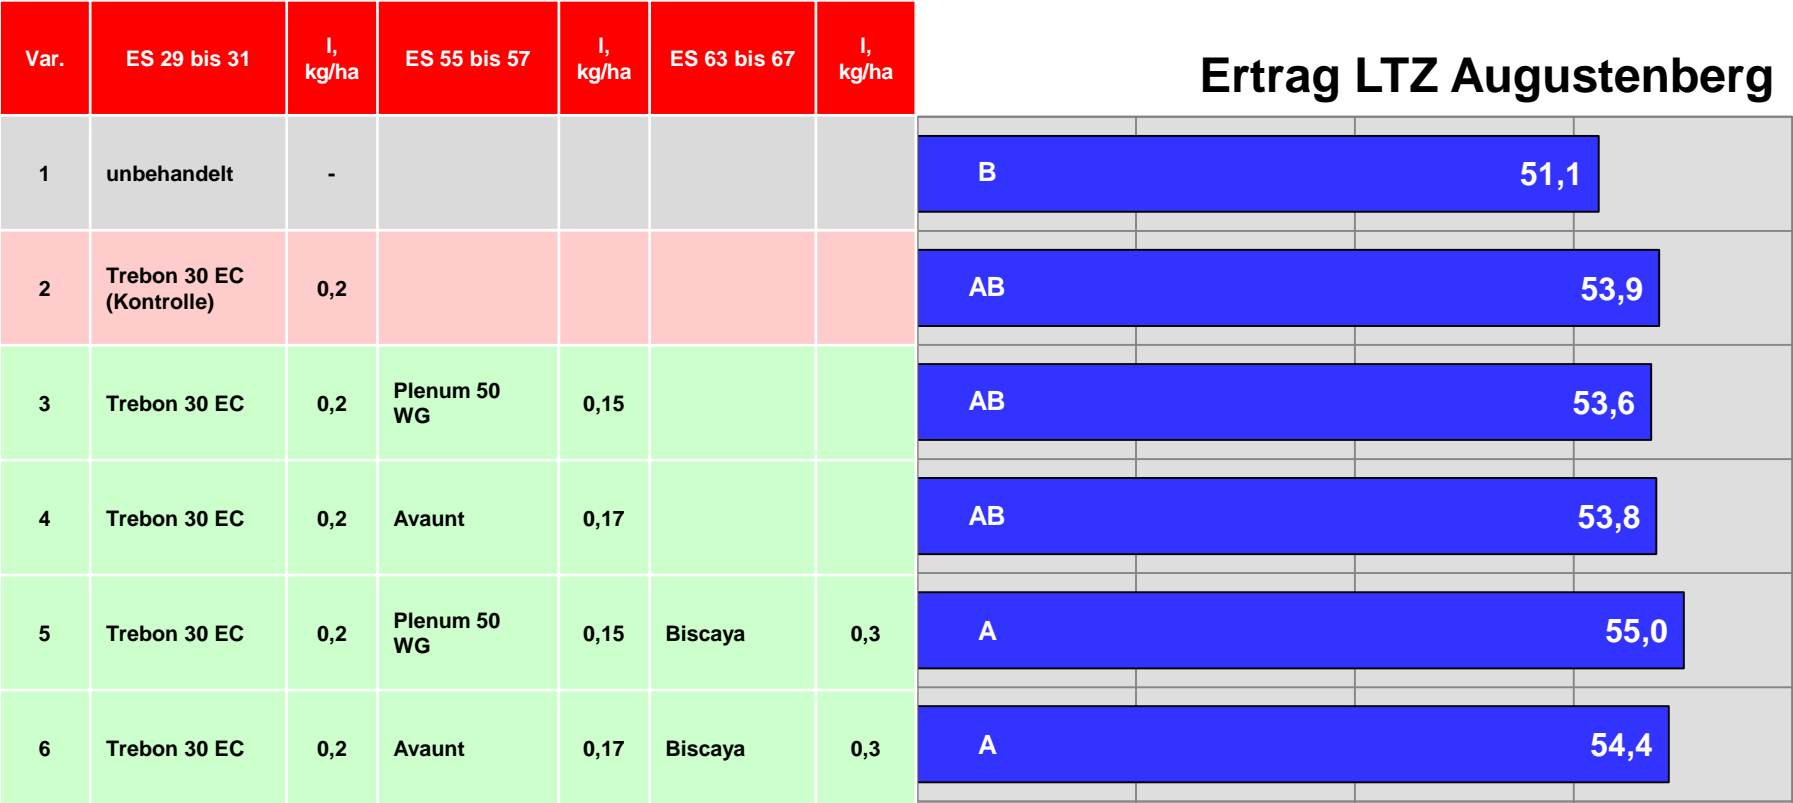 Ertrag LTZ Augustenberg
Var. ES 29 bis 31 l, kg/ha ES 55 bis 57 l, kg/ha ES 63 bis 67 l, kg/ha
1 unbehandelt - B 51,1
2 Trebon 30 EC (Kontrolle) 0,2 AB 53,9
3 Trebon 30 EC 0,2 Plenum 50 WG 0,15 AB 53,6
4 Trebon 30 EC 0,2 Avaunt 0,17 AB 53,8
5 Trebon 30 EC 0,2 Plenum 50 WG 0,15 Biscaya 0,3 A 55,0
6 Trebon 30 EC 0,2 Avaunt 0,17 Biscaya 0,3 A 54,4